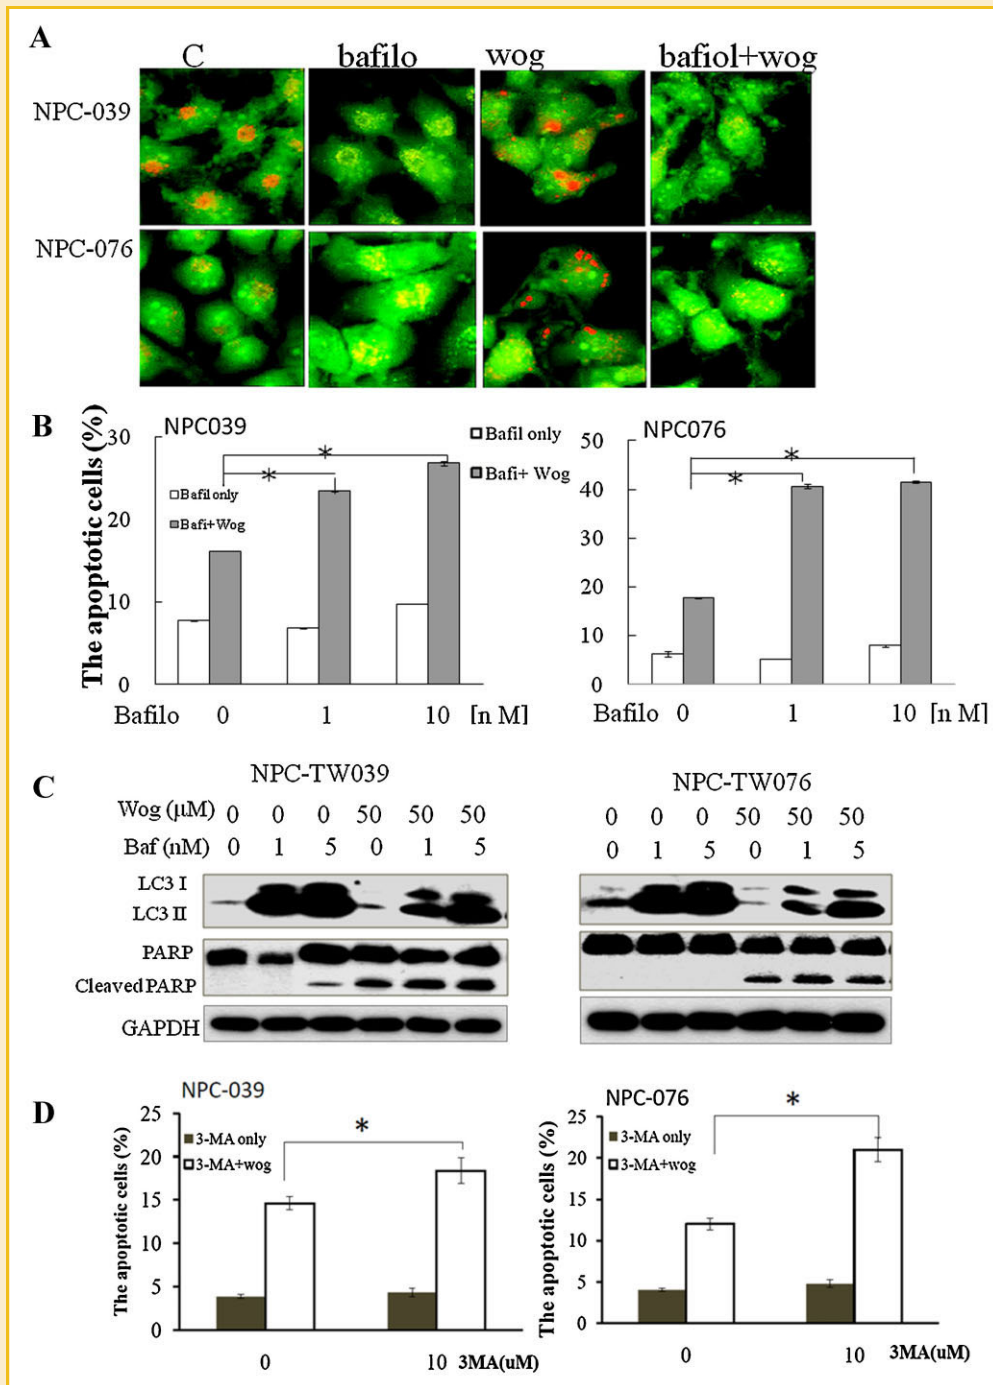 A
C bafilo wog bafiol+wog
NPC-039
NPC-076
B
The apoptotic cells (%)
NPC039
30
20
10
0
Bafil only
Bafi+Wog
Bafilo 0 1 10 [n M]
*
*
Bafil only
Bafi+ Wog
NPC076
50
40
30
20
10
0
*
*
Bafilo 0 1 10 [n M]
C
NPC-TW039
Wog (μM) 0 0 0 50 50 50
Baf (nM) 0 1 5 0 1 5
LC3 I
LC3 II
PARP
Cleaved PARP
GAPDH
NPC-TW076
0 0 0 50 50 50
0 1 5 0 1 5
D
NPC-039
The apoptotic cells (%)
25
20
15
10
5
0
3-MA only
3-MA+wog
*
0 10 3MA(uM)
NPC-076
The apoptotic cells (%)
25
20
15
10
5
0
3-MA only
3-MA+wog
*
0 10 3MA(uM)